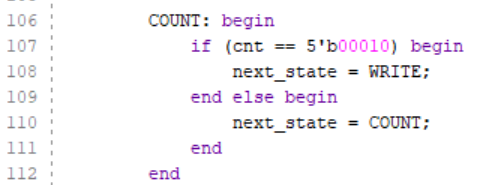 106 COUNT: begin
107 if (cnt == 5'b00010) begin
108 next_state = WRITE;
109 end else begin
110 next_state = COUNT;
111 end
112 end